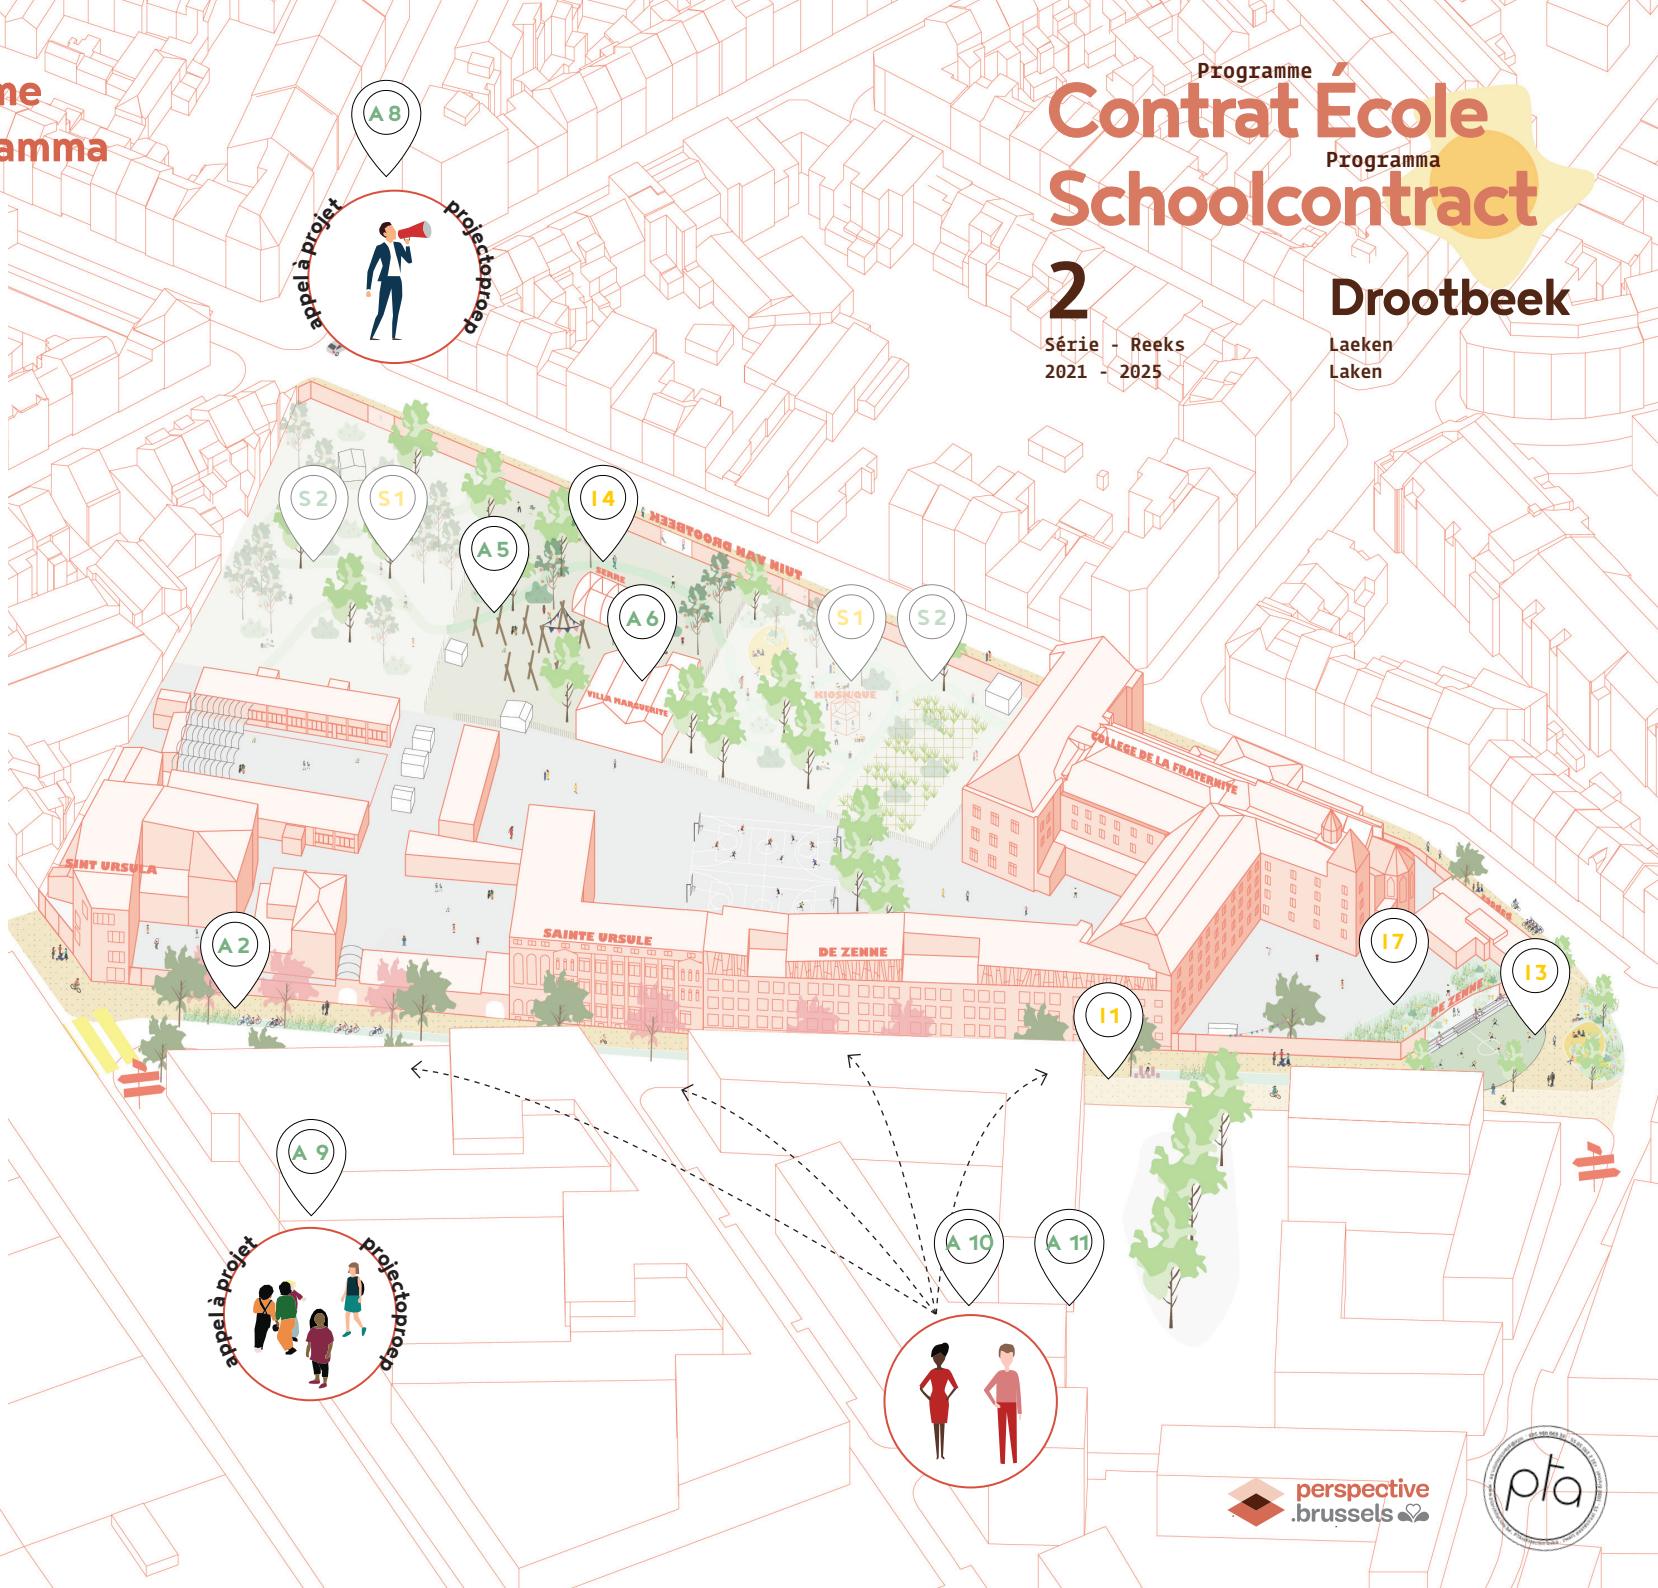 Programme
Contrat École
Programma
Schoolcontract
2
Drootbeek
Série - Reeks
2021 - 2025
Laeken
Laken
me
amma
A 8
appel à projet
projectoproep
S 2
S 1
I 4
A 5
TUIN VAN DROOTBEEK
SERRE
A 6
S 1
S 2
VILLA MARGUERITE
KIOSQUE
COLLEGE DE LA FRATERNITÉ
SINT URSULA
A 2
SAINTE URSULE
DE ZENNE
I 7
I 3
DE ZENNE
I 1
A 9
appel à projet
projectoproep
A 10
A 11
perspective
.brussels
pta